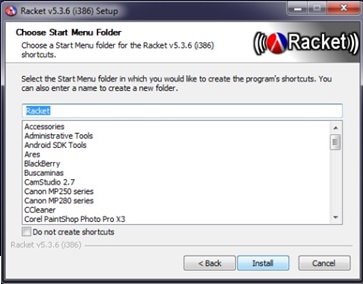 Racket v5.3.6 (i386) Setup
Choose Start Menu Folder
Choose a Start Menu folder for the Racket v5.3.6 (i386)
shortcuts.
Racket
Select the Start Menu folder in which you would like to create the program's shortcuts. You
can also enter a name to create a new folder.
Racket
Accessories
Administrative Tools
Android SDK Tools
Ares
BlackBerry
Buscaminas
CamStudio 2.7
Canon MP250 series
Canon MP280 series
CCleaner
Corel PaintShop Photo Pro X3
Do not create shortcuts
Racket v5.3.6 (i386)
< Back
Install
Cancel